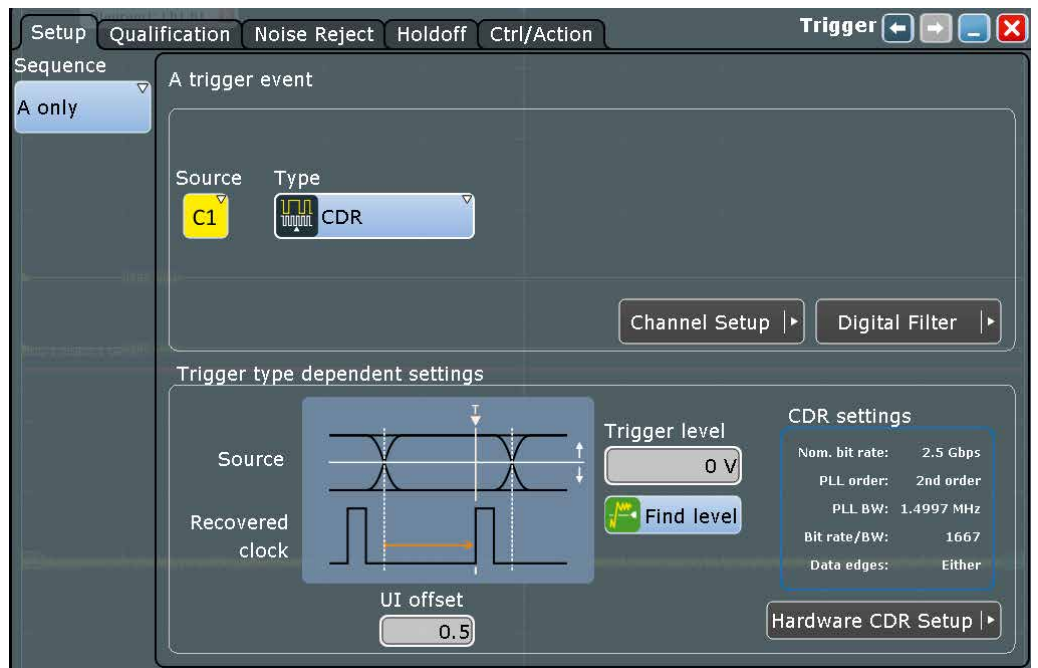 Setup Qualification Noise Reject Holdoff Ctrl/Action Trigger
Sequence
A only
A trigger event
Source Type
C1 CDR
Channel Setup Digital Filter
Trigger type dependent settings
T
Source
Recovered
clock
UI offset
0.5
Trigger level
0 V
Find level
CDR settings
Nom. bit rate: 2.5 Gbps
PLL order: 2nd order
PLL BW: 1.4997 MHz
Bit rate/BW: 1667
Data edges: Either
Hardware CDR Setup